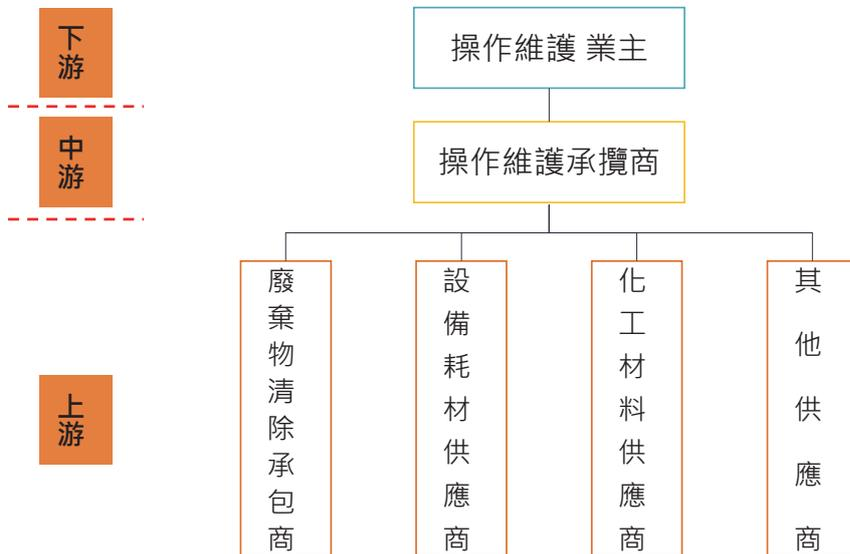 下游
操作維護 業主
中游
操作維護承攬商
上游
廢棄物清除承包商
設備耗材供應商
化工材料供應商
其他供應商